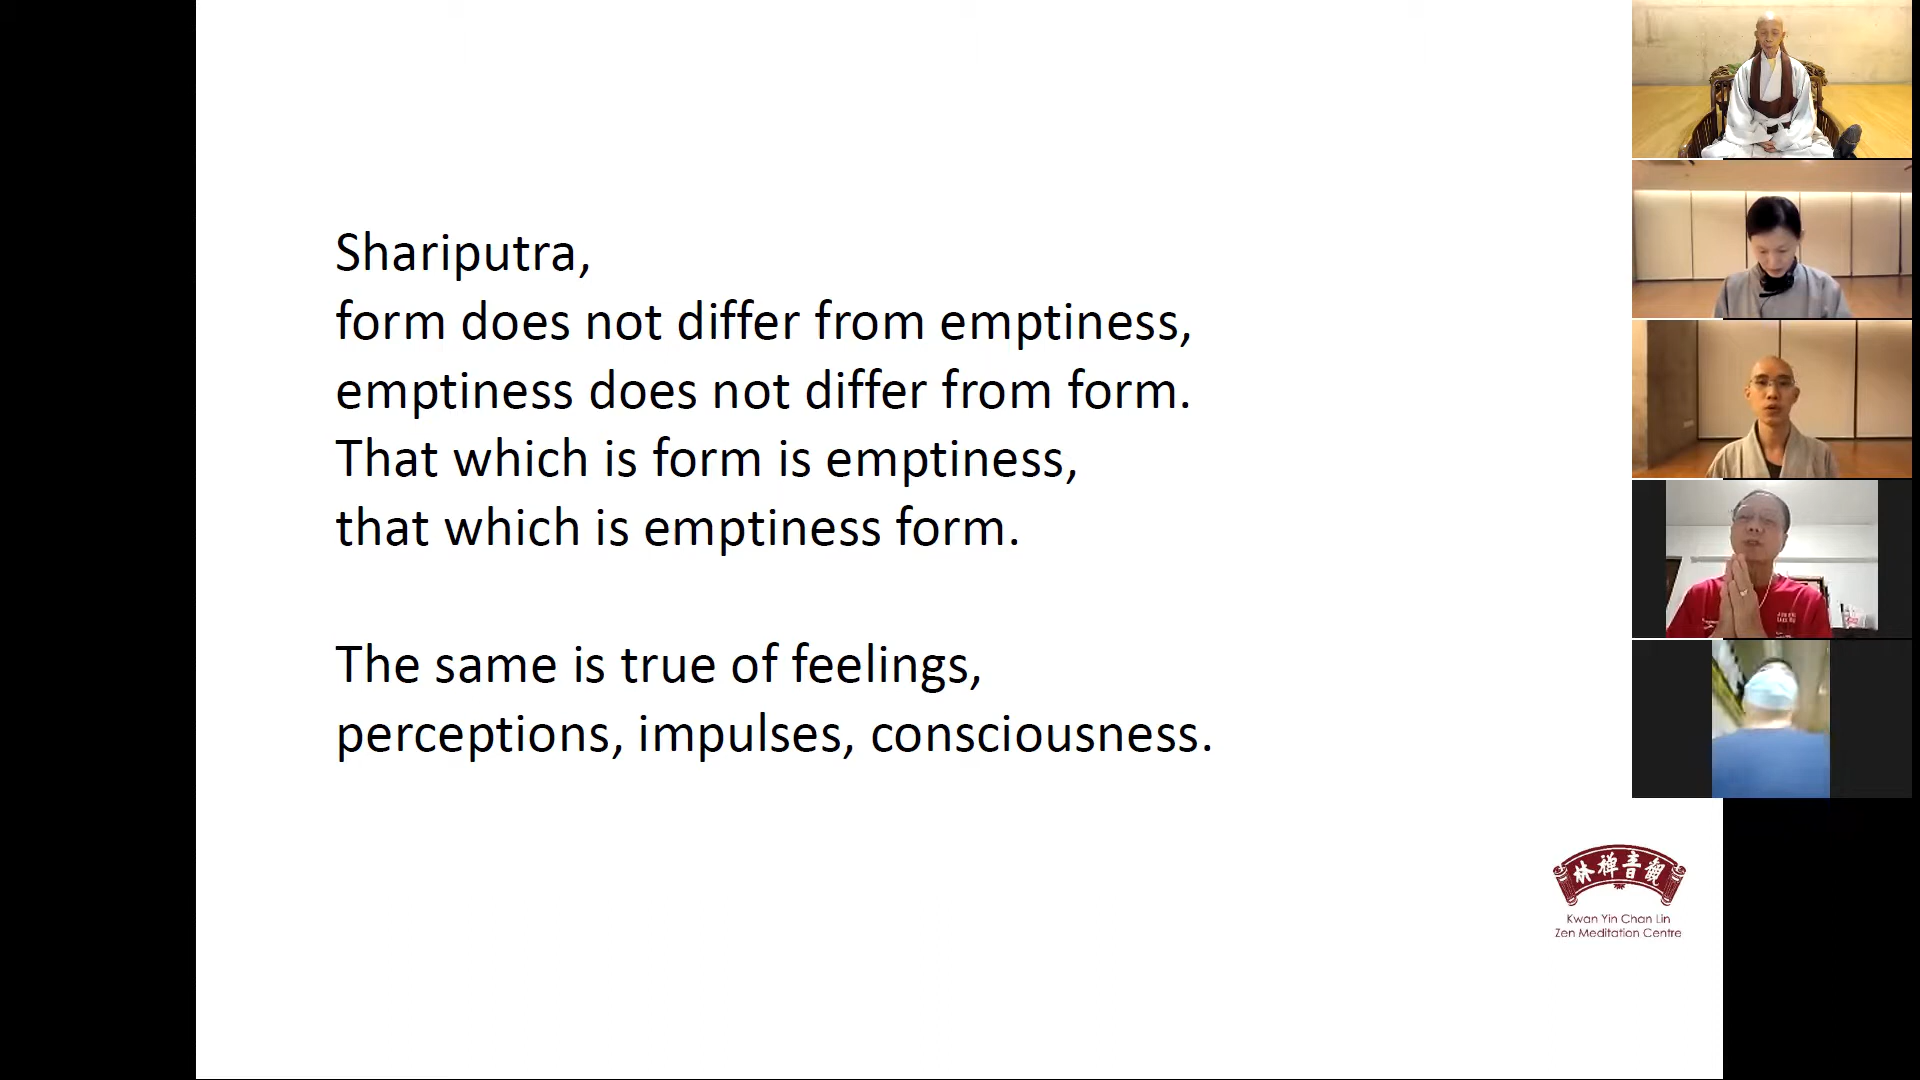 Shariputra,
form does not differ from emptiness,
emptiness does not differ from form.
That which is form is emptiness,
that which is emptiness form.
The same is true of feelings,
perceptions, impulses, consciousness.
林禅音觀
Kwan Yin Chan Lin
Zen Meditation Centre